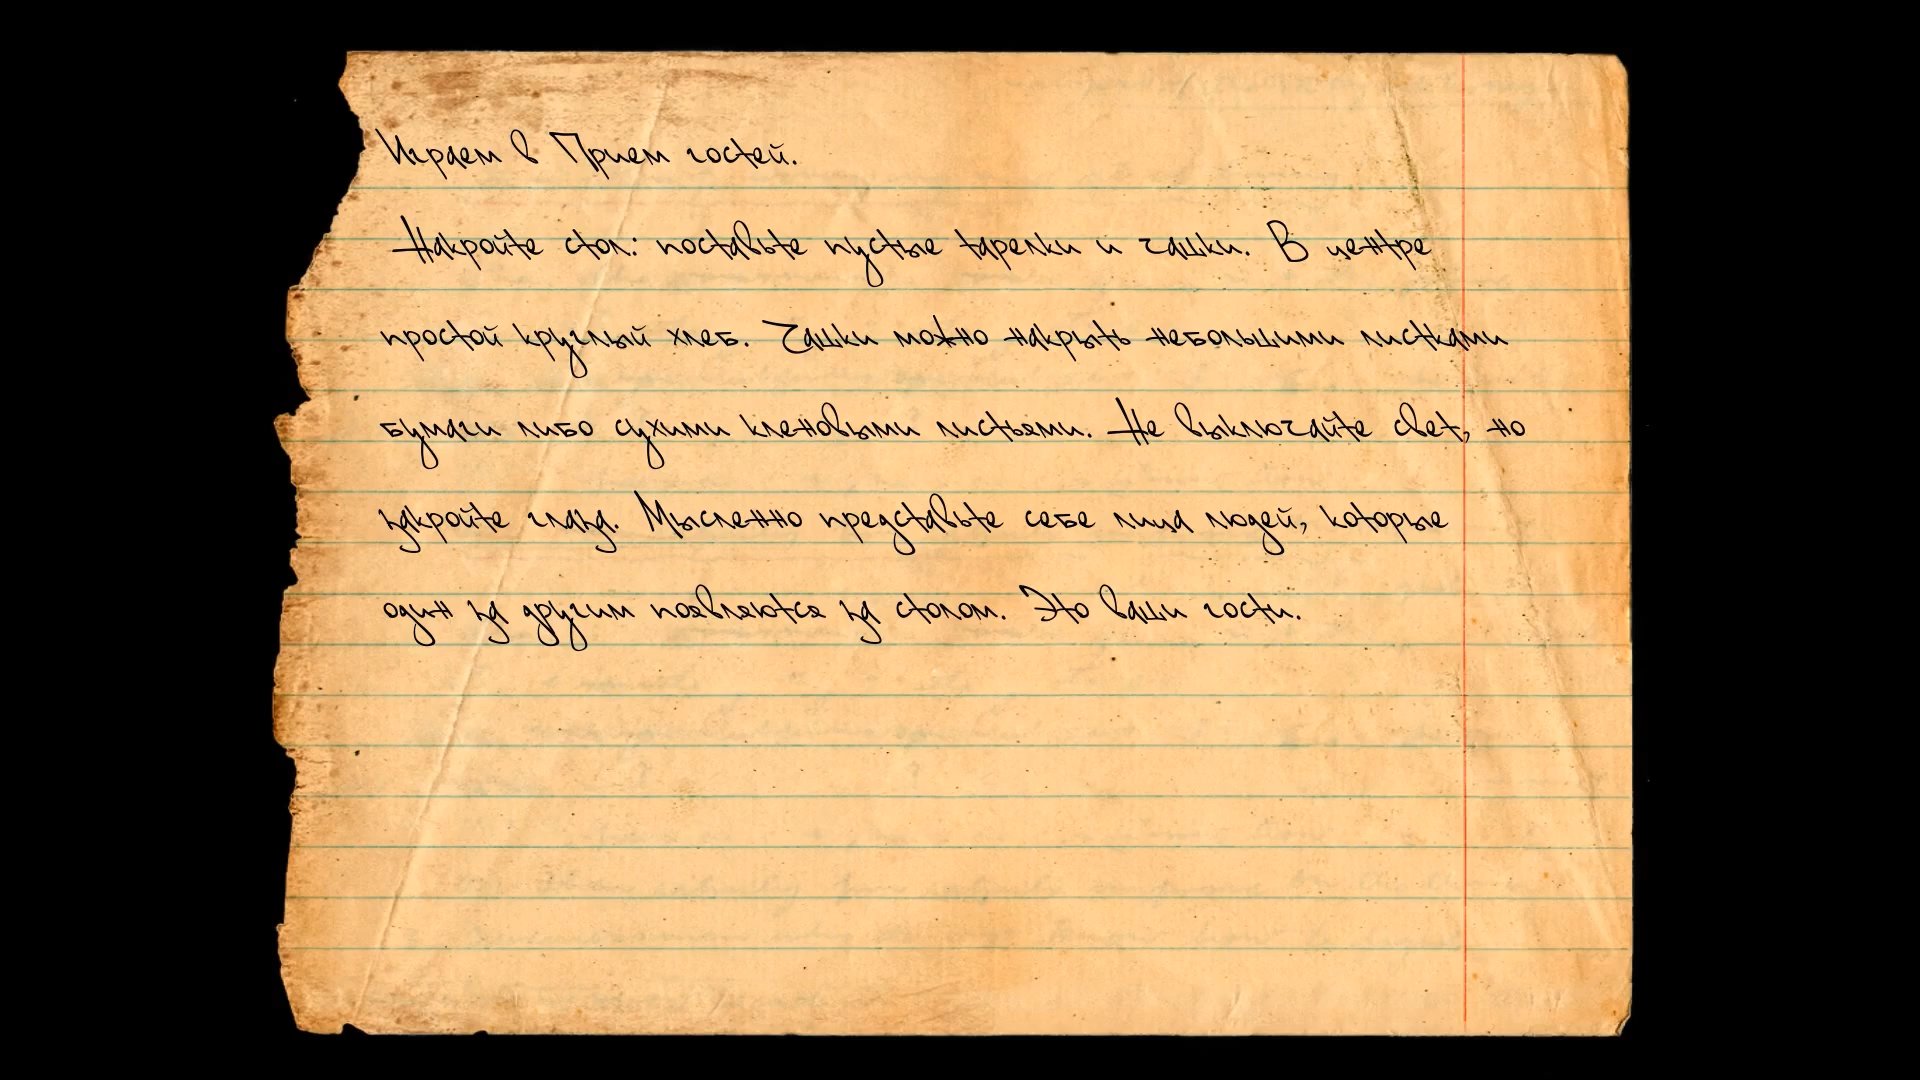 Играем в Прием гостей.
Накройте стол: поставьте пустые тарелки и чашки. В центре
простой круглый хлеб. Чашки можно накрыть небольшими листками
бумаги либо сухими кленовыми листьями. Не выключайте свет, но
закройте глаза. Мысленно представьте себе лица людей, которые
один за другим появляются за столом. Это ваши гости.